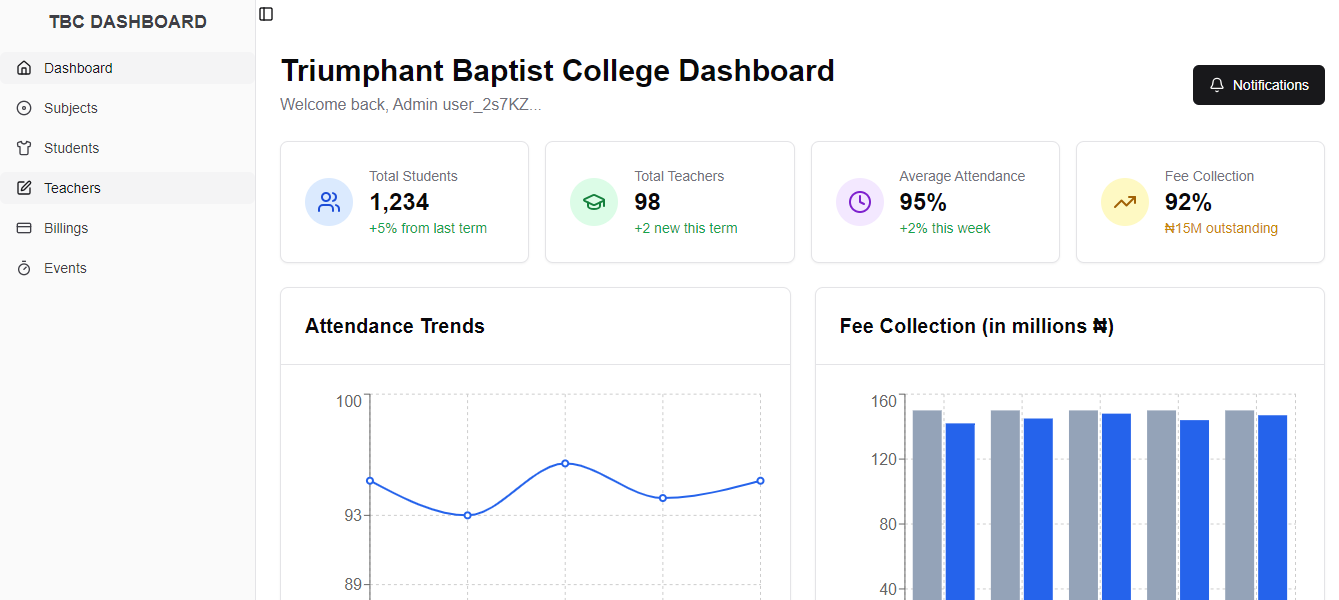 TBC DASHBOARD
Dashboard
Subjects
Students
Teachers
Billings
Events
Triumphant Baptist College Dashboard
Welcome back, Admin user_2s7KZ...
Notifications
Total Students
1,234
+5% from last term
Total Teachers
98
+2 new this term
Average Attendance
95%
+2% this week
Fee Collection
92%
₦15M outstanding
Attendance Trends
100
93
89
Fee Collection (in millions ₦)
160
120
80
40